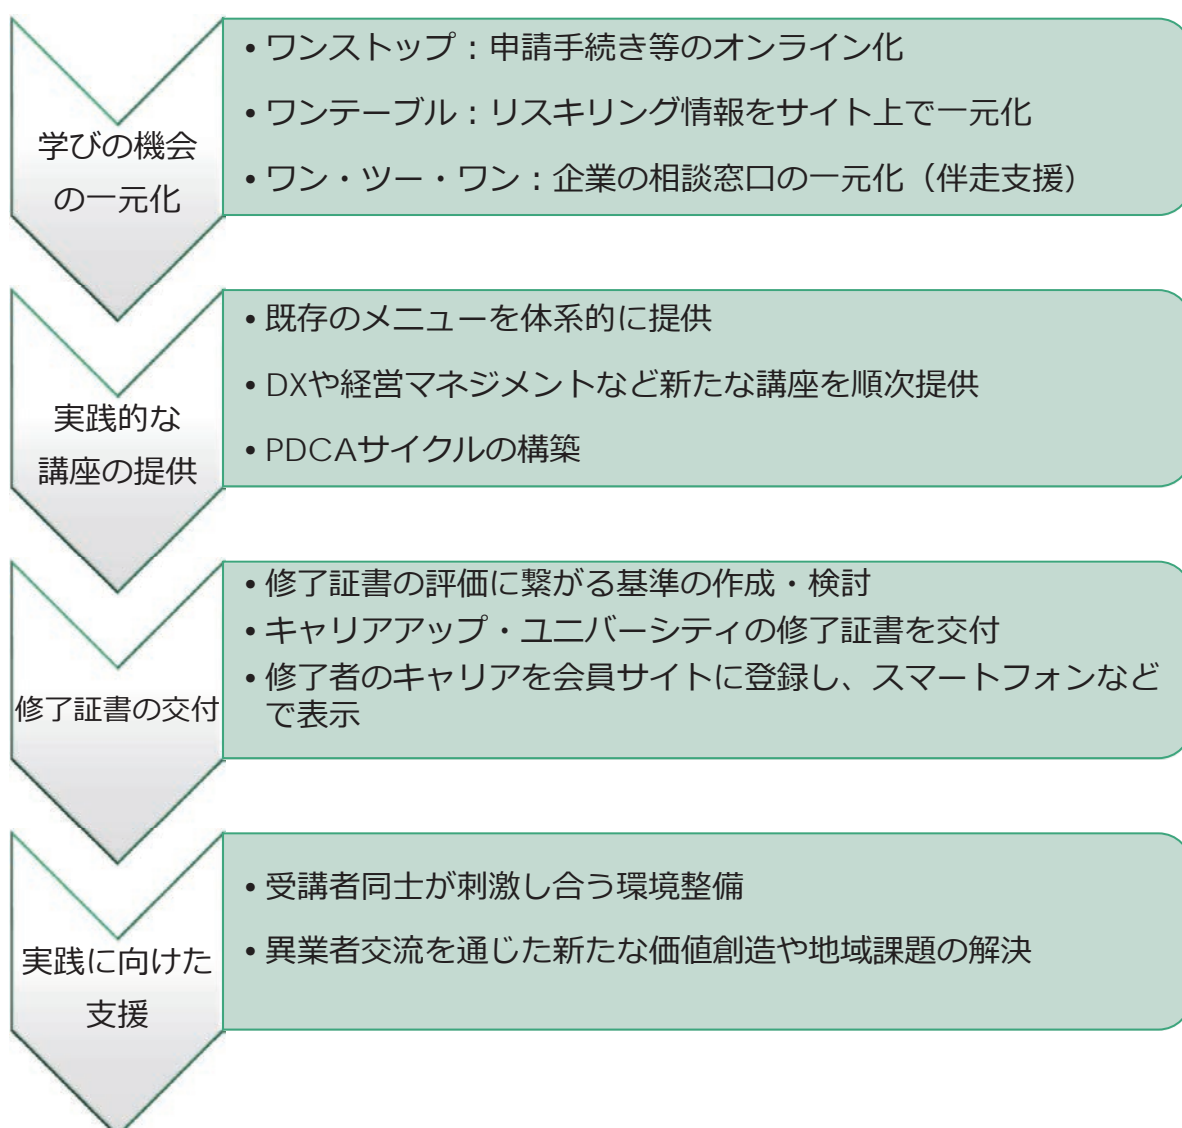 学びの機会
の一元化
•ワンストップ：申請手続き等のオンライン化
•ワンテーブル：リスキリング情報をサイト上で一元化
•ワン・ツー・ワン：企業の相談窓口の一元化（伴走支援）
実践的な
講座の提供
•既存のメニューを体系的に提供
•DXや経営マネジメントなど新たな講座を順次提供
•PDCAサイクルの構築
修了証書の交付
•修了証書の評価に繋がる基準の作成・検討
•キャリアアップ・ユニバーシティの修了証書を交付
•修了者のキャリアを会員サイトに登録し、スマートフォンなど
で表示
実践に向けた
支援
•受講者同士が刺激し合う環境整備
•異業者交流を通じた新たな価値創造や地域課題の解決